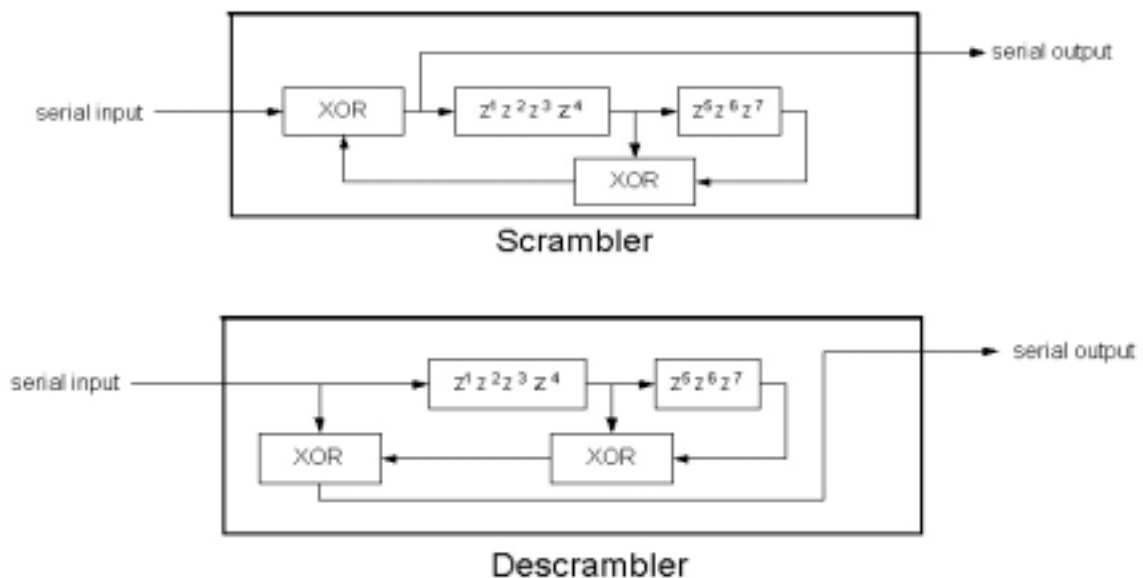 serial output
serial input
XOR
z¹ z² z³ z⁴
z⁵ z⁶ z⁷
XOR
Scrambler
serial output
serial input
z¹ z² z³ z⁴
z⁵ z⁶ z⁷
XOR
XOR
Descrambler